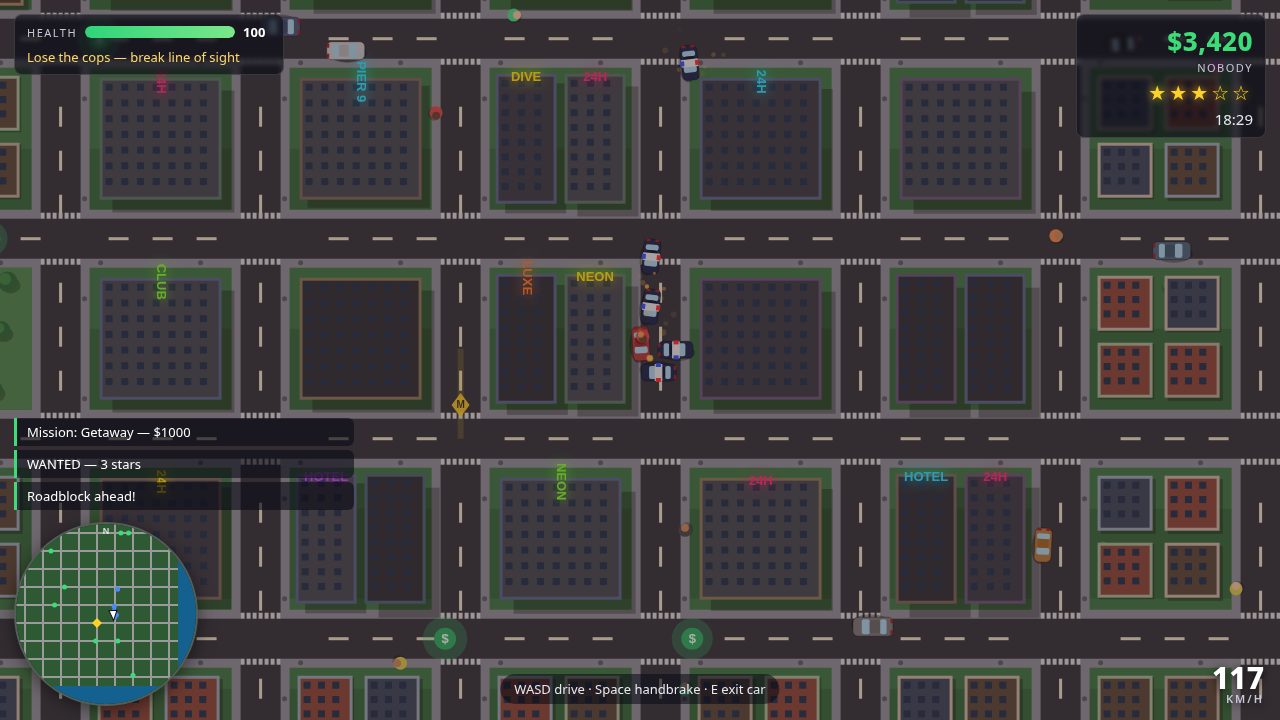 HEALTH 100
Lose the cops — break line of sight
$3,420
NOBODY
★★★☆☆
18:29
PIER 9
DIVE
24H
24H
CLUB
LUXE
NEON
M
Mission: Getaway — $1000
WANTED — 3 stars
Roadblock ahead!
24H
HOTEL
NEON
24H
HOTEL
24H
N
$
$
WASD drive · Space handbrake · E exit car
117
KM/H